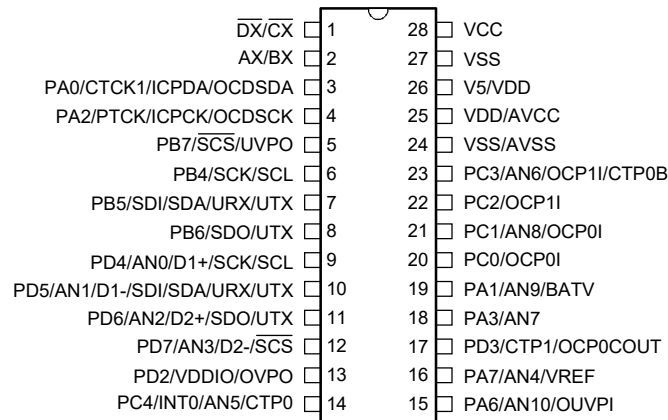 D̅X̅/C̅X̅ 1 28 VCC
AX/BX 2 27 VSS
PA0/CTCK1/ICPDA/OCDSDA 3 26 V5/VDD
PA2/PTCK/ICPCK/OCDSCK 4 25 VDD/AVCC
PB7/S̅C̅S̅/UVPO 5 24 VSS/AVSS
PB4/SCK/SCL 6 23 PC3/AN6/OCP1I/CTP0B
PB5/SDI/SDA/URX/UTX 7 22 PC2/OCP1I
PB6/SDO/UTX 8 21 PC1/AN8/OCP0I
PD4/AN0/D1+/SCK/SCL 9 20 PC0/OCP0I
PD5/AN1/D1-/SDI/SDA/URX/UTX 10 19 PA1/AN9/BATV
PD6/AN2/D2+/SDO/UTX 11 18 PA3/AN7
PD7/AN3/D2-/S̅C̅S̅ 12 17 PD3/CTP1/OCP0COUT
PD2/VDDIO/OVPO 13 16 PA7/AN4/VREF
PC4/INT0/AN5/CTP0 14 15 PA6/AN10/OUVPI